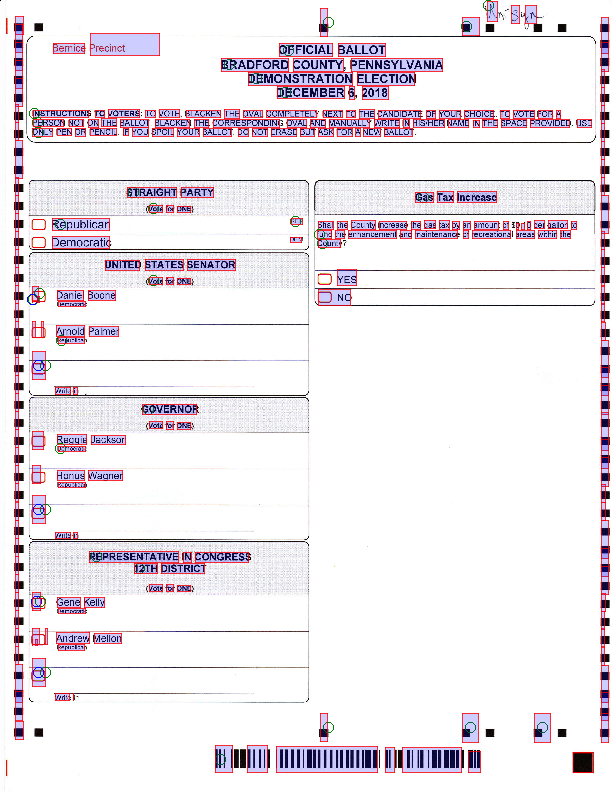 Bernice Precinct
OFFICIAL BALLOT
BRADFORD COUNTY, PENNSYLVANIA
DEMONSTRATION ELECTION
DECEMBER 6, 2018
INSTRUCTIONS TO VOTERS: TO VOTE, BLACKEN THE OVAL COMPLETELY NEXT TO THE CANDIDATE OF YOUR CHOICE. TO VOTE FOR A
PERSON NOT ON THE BALLOT, BLACKEN THE CORRESPONDING OVAL AND MANUALLY WRITE IN HIS/HER NAME IN THE SPACE PROVIDED. USE
ONLY PEN OR PENCIL. IF YOU SPOIL YOUR BALLOT, DO NOT ERASE BUT ASK FOR A NEW BALLOT.
STRAIGHT PARTY
(Vote for ONE)
Republican
Democratic
UNITED STATES SENATOR
(Vote for ONE)
Daniel Boone
Democratic
Arnold Palmer
Republican
Write in
GOVERNOR
(Vote for ONE)
Reggie Jackson
Democratic
Honus Wagner
Republican
Write in
REPRESENTATIVE IN CONGRESS
12TH DISTRICT
(Vote for ONE)
Gene Kelly
Democratic
Andrew Mellon
Republican
Write in
Gas Tax Increase
Shall the County increase the gas tax by an amount of $0.10 per gallon to
fund the enhancement and maintenance of recreational areas within the
County?
YES
NO